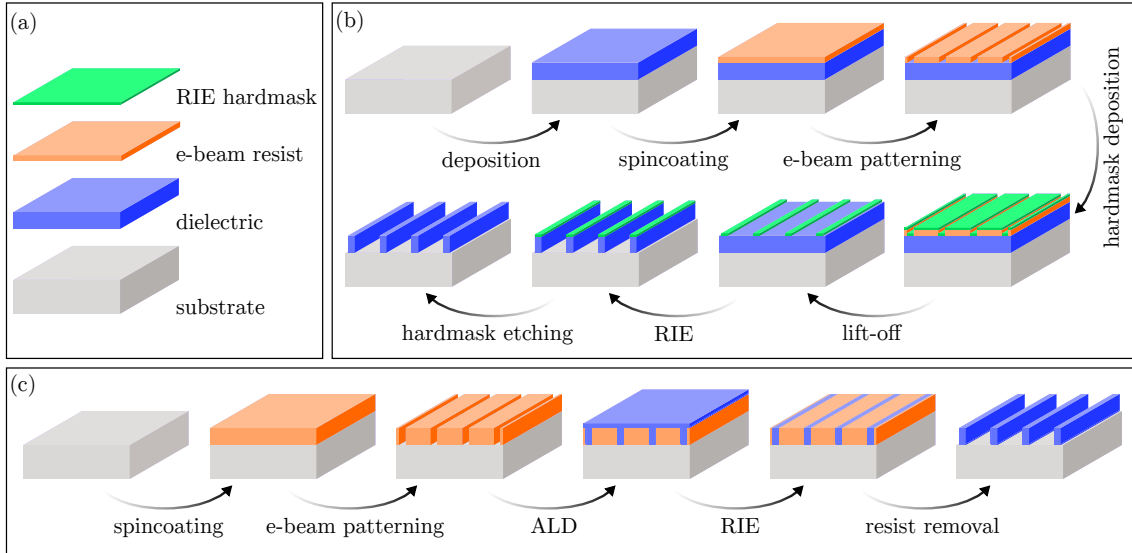 (a)
RIE hardmask
e-beam resist
dielectric
substrate
(b)
deposition
spincoating
e-beam patterning
hardmask deposition
hardmask etching
RIE
lift-off
(c)
spincoating
e-beam patterning
ALD
RIE
resist removal